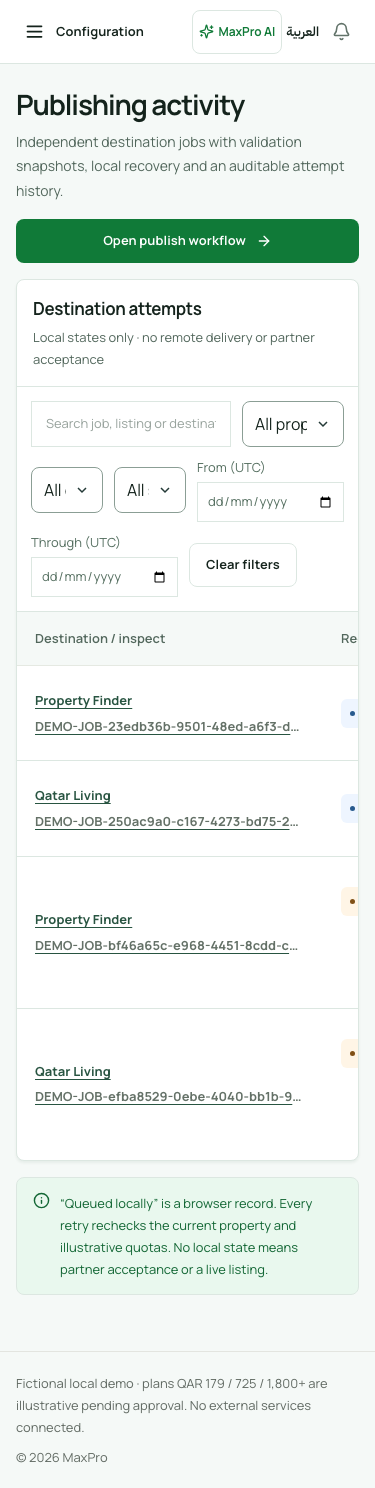 Configuration
MaxPro AI
العربية
Publishing activity
Independent destination jobs with validation
snapshots, local recovery and an auditable attempt
history.
Open publish workflow
Destination attempts
Local states only · no remote delivery or partner
acceptance
Search job, listing or destina
All prop
All
All
From (UTC)
dd/mm/yyyy
Through (UTC)
dd/mm/yyyy
Clear filters
Destination / inspect
Re
Property Finder
DEMO-JOB-23edb36b-9501-48ed-a6f3-d...
Qatar Living
DEMO-JOB-250ac9a0-c167-4273-bd75-2...
Property Finder
DEMO-JOB-bf46a65c-e968-4451-8cdd-c...
Qatar Living
DEMO-JOB-efba8529-0ebe-4040-bb1b-9...
“Queued locally” is a browser record. Every
retry rechecks the current property and
illustrative quotas. No local state means
partner acceptance or a live listing.
Fictional local demo · plans QAR 179 / 725 / 1,800+ are
illustrative pending approval. No external services
connected.
© 2026 MaxPro